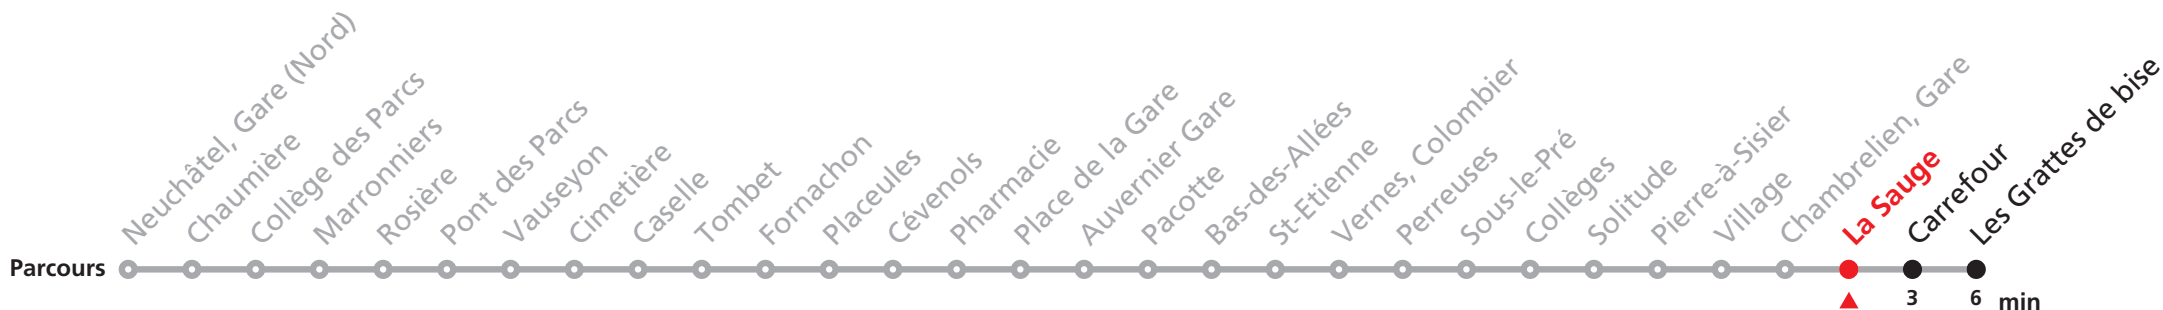 Neuchâtel, Gare (Nord)
Chaumière
Collège des Parcs
Marronniers
Rosière
Pont des Parcs
Vauseyon
Cimetière
Caselle
Tombet
Fornachon
Placeules
Cévenols
Pharmacie
Place de la Gare
Auvernier Gare
Pacotte
Bas-des-Allées
St-Etienne
Vernes, Colombier
Perreuses
Sous-le-Pré
Collèges
Solitude
Pierre-à-Sisier
Village
Chambrelien, Gare
La Sauge
Carrefour
Les Grattes de bise
Parcours
3 6 min